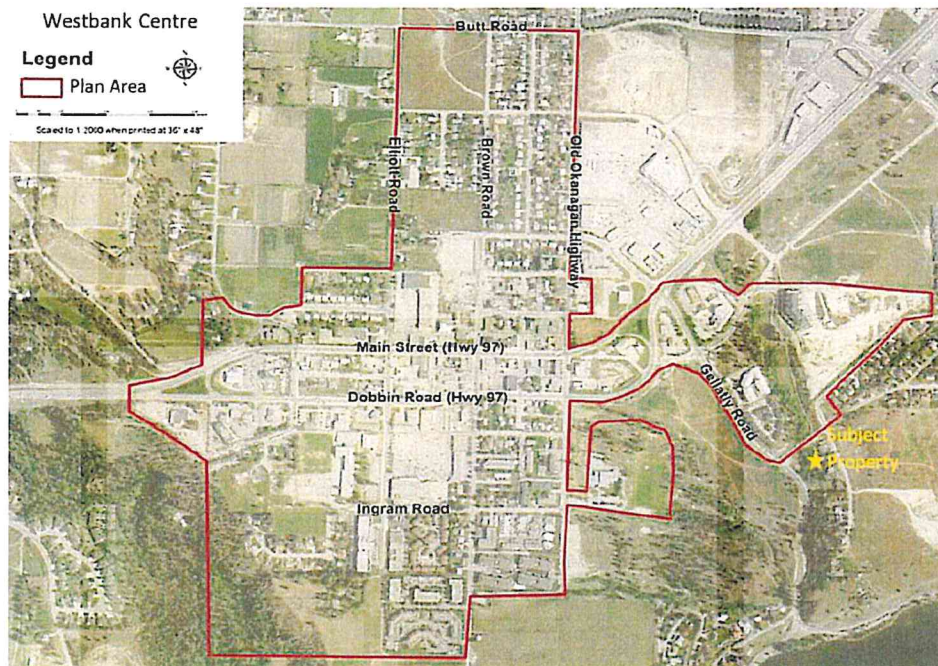 Westbank Centre
Legend
Plan Area
Scaled to 1:2000 when printed at 36" x 48"
Butt Road
Elliott Road
Brown Road
Old Okanagan Highway
Main Street (Hwy 97)
Dobbin Road (Hwy 97)
Gellatly Road
Subject
Property
Ingram Road